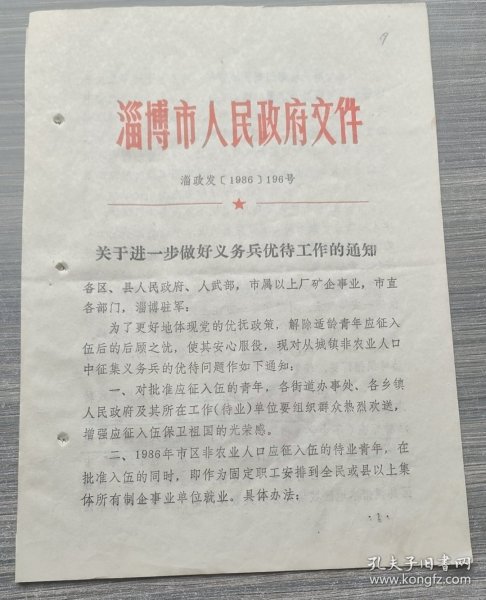 9
淄博市人民政府文件
淄政发〔1986〕196号
关于进一步做好义务兵优待工作的通知
各区、县人民政府、人武部，市属以上厂矿企事业，市直
各部门，淄博驻军：
为了更好地体现党的优抚政策，解除适龄青年应征入
伍后的后顾之忧，使其安心服役，现对从城镇非农业人口
中征集义务兵的优待问题作如下通知：
一、对批准应征入伍的青年，各街道办事处、各乡镇
人民政府及其所在工作(待业)单位要组织群众热烈欢送，
增强应征入伍保卫祖国的光荣感。
二、1986年市区非农业人口应征入伍的待业青年，在
批准入伍的同时，即作为固定职工安排到全民或县以上集
体所有制企事业单位就业。具体办法：
·1·
孔夫子旧书网
www.kongfz.com